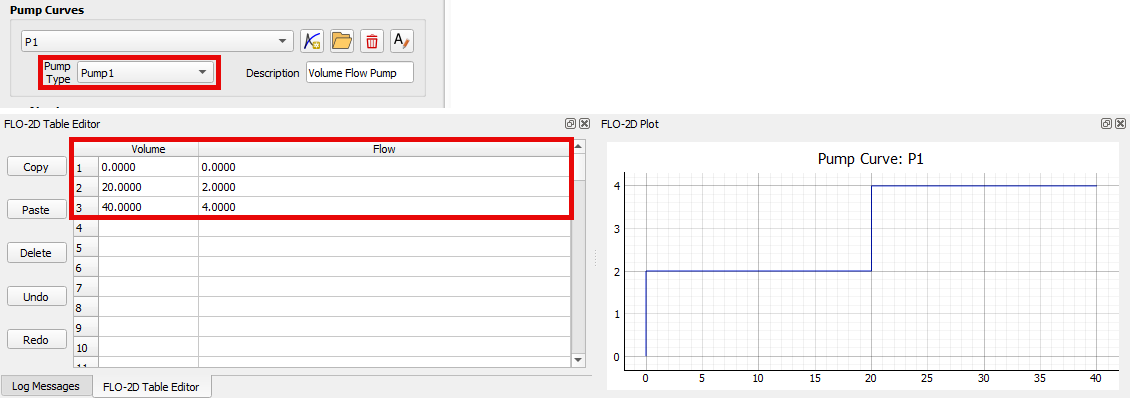 Pump Curves
P1
Pump
Type
Pump1
Description
Volume Flow Pump
FLO-2D Table Editor
Copy
Paste
Delete
Undo
Redo
Volume Flow
1 0.0000 0.0000
2 20.0000 2.0000
3 40.0000 4.0000
4
5
6
7
8
9
10
Log Messages
FLO-2D Table Editor
FLO-2D Plot
Pump Curve: P1
4
3
2
1
0
0 5 10 15 20 25 30 35 40